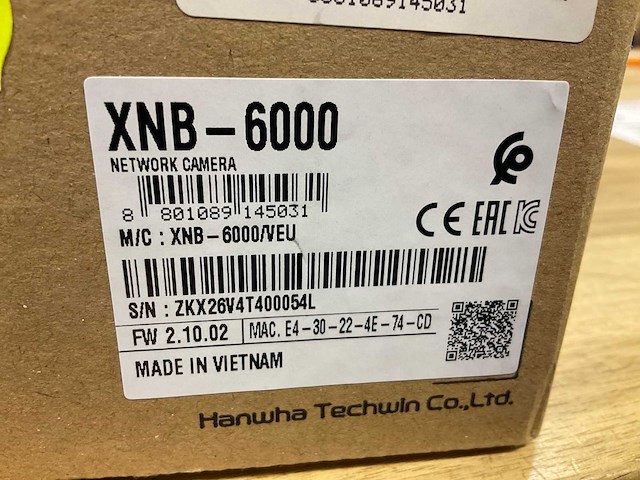 XNB-6000
NETWORK CAMERA
8 801089 145031
M/C : XNB-6000/VEU
CE EAC KC
S/N : ZKX26V4T400054L
FW 2.10.02 MAC. E4-30-22-4E-74-CD
MADE IN VIETNAM
Hanwha Techwin Co.,Ltd.